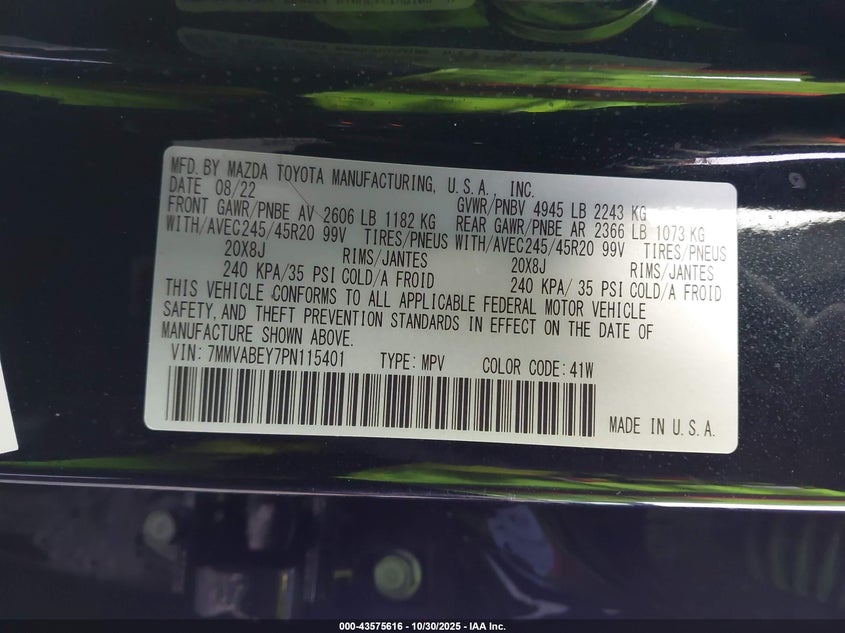 MFD. BY MAZDA TOYOTA MANUFACTURING, U.S.A., INC.
DATE 08/22 GVWR/PNBV 4945 LB 2243 KG
FRONT GAWR/PNBE AV 2606 LB 1182 KG REAR GAWR/PNBE AR 2366 LB 1073 KG
WITH/AVEC245/45R20 99V TIRES/PNEUS WITH/AVEC245/45R20 99V TIRES/PNEUS
20X8J RIMS/JANTES 20X8J RIMS/JANTES
240 KPA/35 PSI COLD/A FROID 240 KPA/ 35 PSI COLD/A FROID
THIS VEHICLE CONFORMS TO ALL APPLICABLE FEDERAL MOTOR VEHICLE
SAFETY, AND THEFT PREVENTION STANDARDS IN EFFECT ON THE DATE OF
MANUFACTURE SHOWN ABOVE.
VIN: 7MMVABEY7PN115401 TYPE: MPV COLOR CODE: 41W
MADE IN U.S.A.
000-43575616 - 10/30/2025 - IAA Inc.